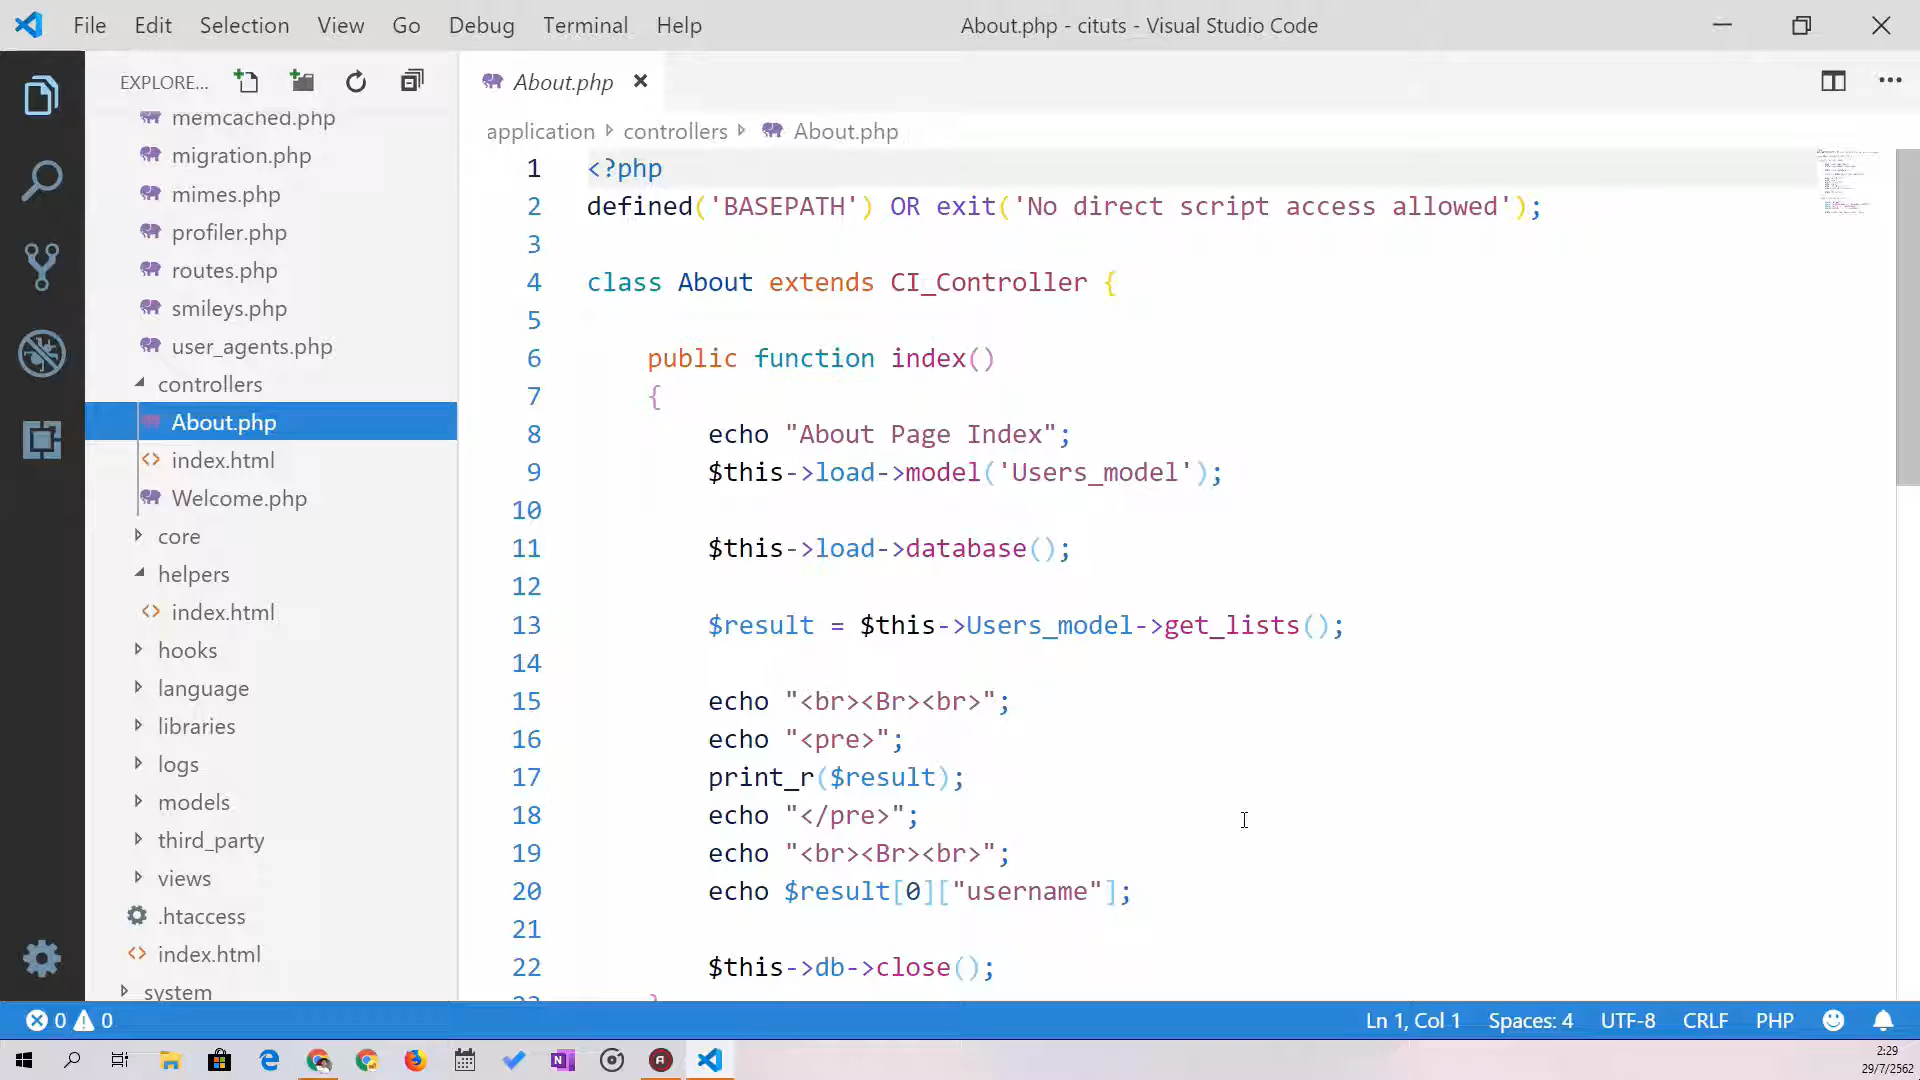 File Edit Selection View Go Debug Terminal Help About.php - cituts - Visual Studio Code
EXPLORE...
memcached.php
migration.php
mimes.php
profiler.php
routes.php
smileys.php
user_agents.php
controllers
About.php
index.html
Welcome.php
core
helpers
index.html
hooks
language
libraries
logs
models
third_party
views
.htaccess
index.html
system
About.php
application controllers About.php
1 <?php
2 defined('BASEPATH') OR exit('No direct script access allowed');
3
4 class About extends CI_Controller {
5
6 public function index()
7 {
8 echo "About Page Index";
9 $this->load->model('Users_model');
10
11 $this->load->database();
12
13 $result = $this->Users_model->get_lists();
14
15 echo "<br><Br><br>";
16 echo "<pre>";
17 print_r($result);
18 echo "</pre>";
19 echo "<br><Br><br>";
20 echo $result[0]["username"];
21
22 $this->db->close();
0 0 Ln 1, Col 1 Spaces: 4 UTF-8 CRLF PHP
2:29
29/7/2562